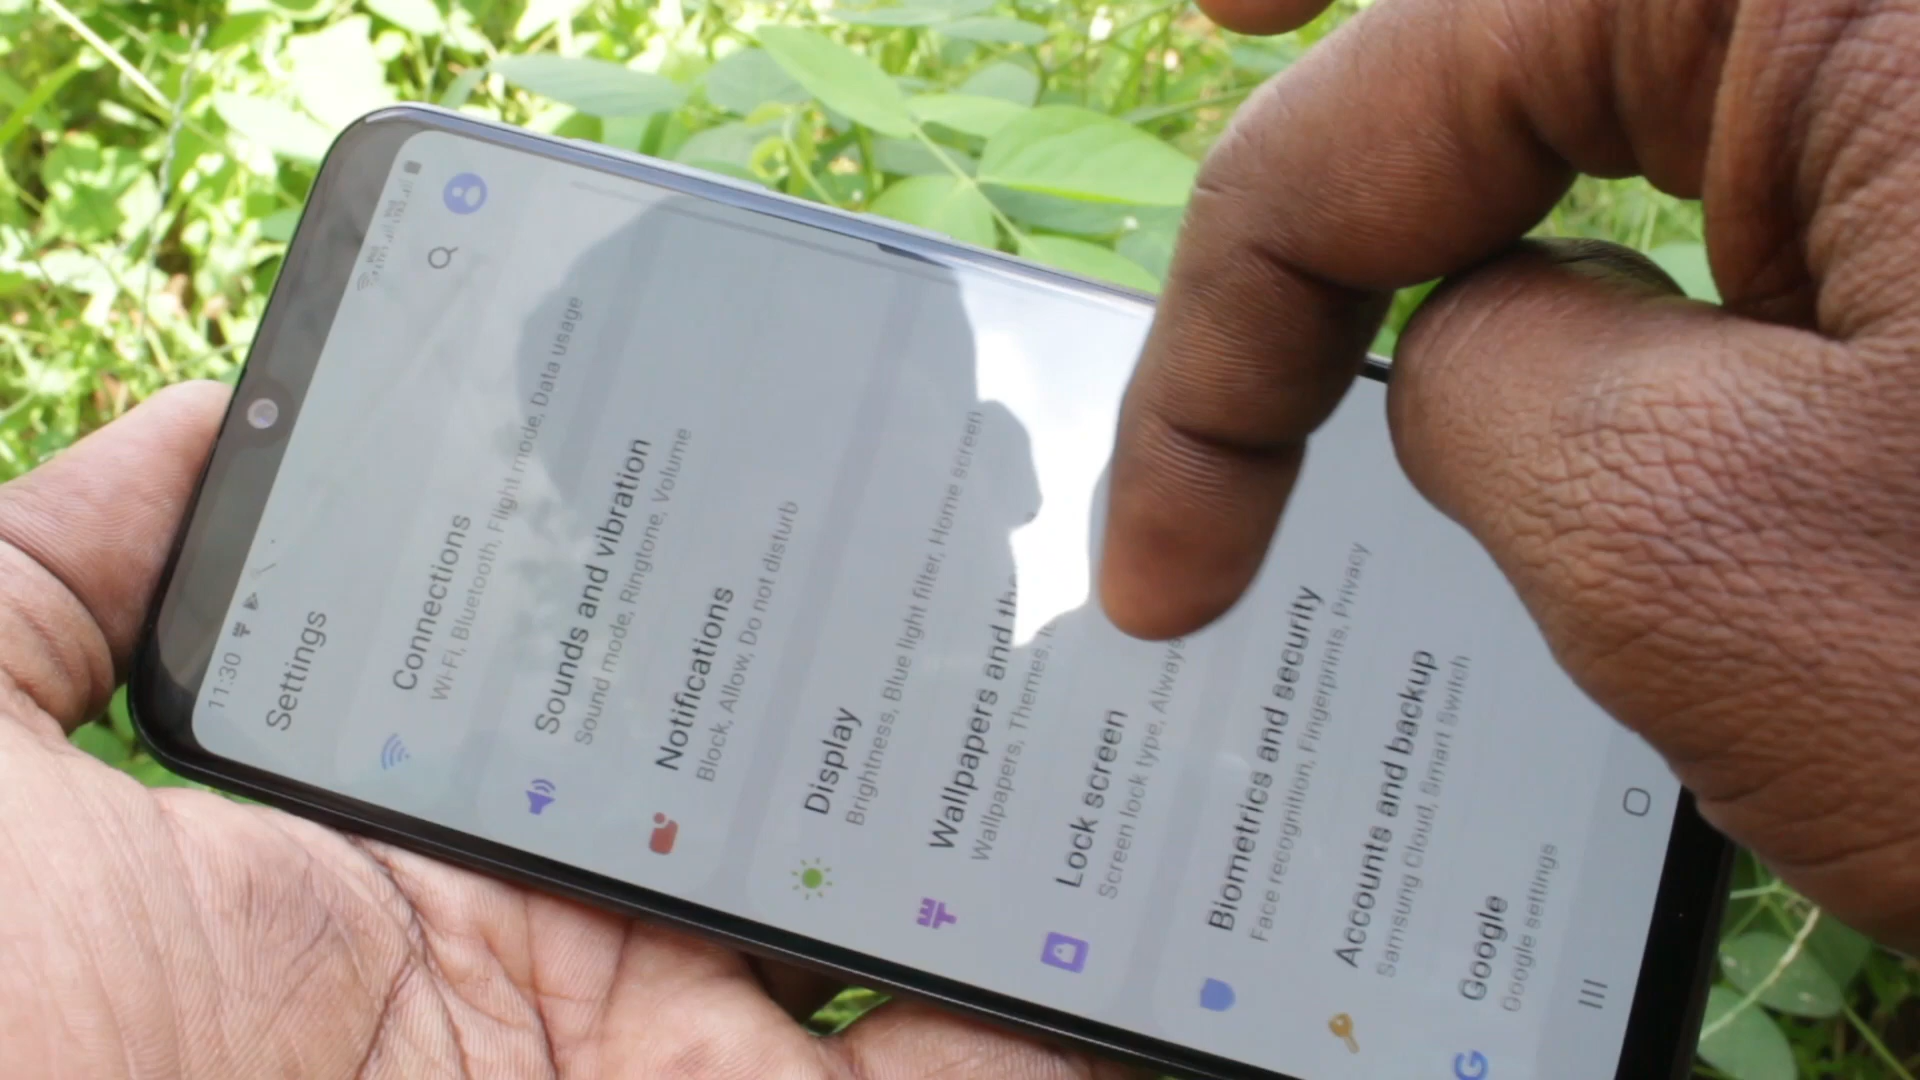 11:30
Settings
Connections
Wi-Fi, Bluetooth, Flight mode, Data usage
Sounds and vibration
Sound mode, Ringtone, Volume
Notifications
Block, Allow, Do not disturb
Display
Brightness, Blue light filter, Home screen
Wallpapers and
Wallpapers, Themes,
Lock screen
Screen lock type, Always
Biometrics and security
Face recognition, Fingerprints, Privacy
Accounts and backup
Samsung Cloud, Smart Switch
Google
Google settings